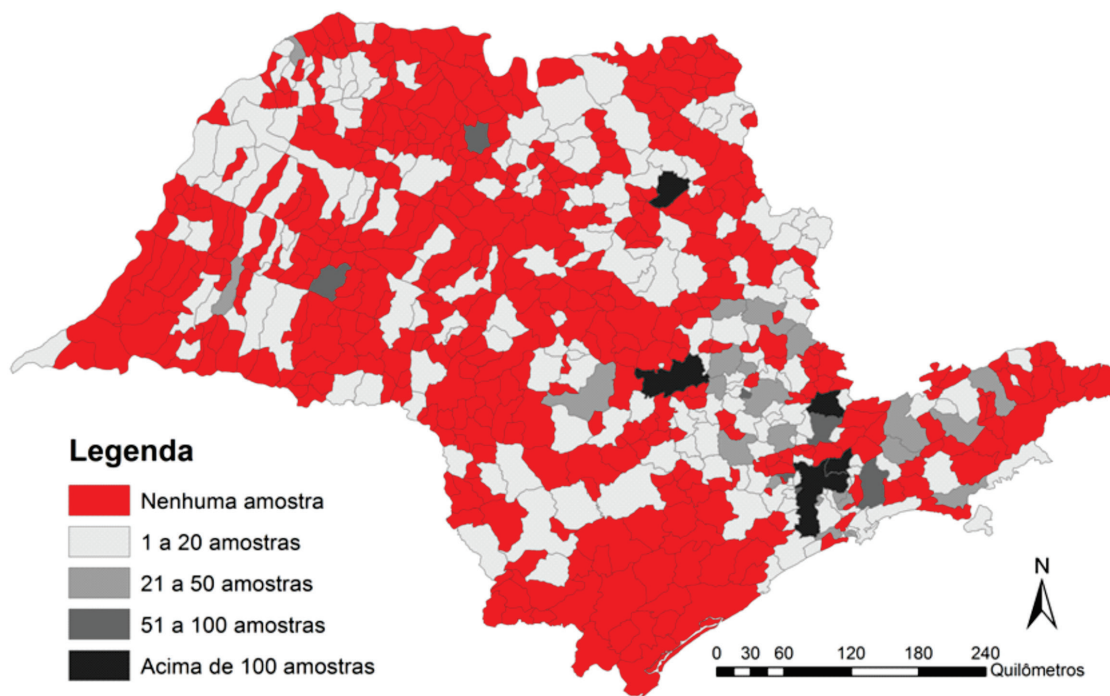 Legenda
Nenhuma amostra
1 a 20 amostras
21 a 50 amostras
51 a 100 amostras
Acima de 100 amostras
N
0 30 60 120 180 240
Quilômetros